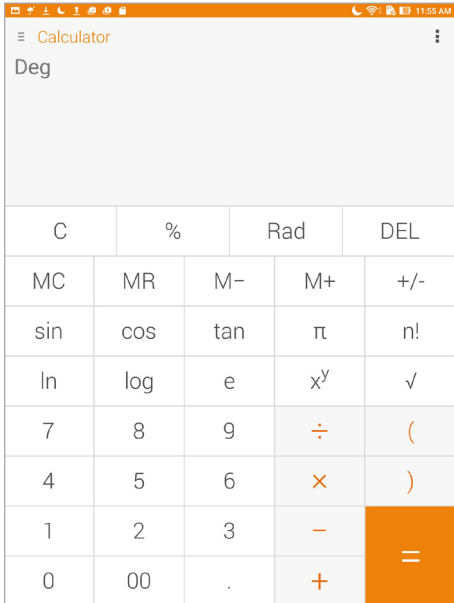 11:55 AM
Calculator
Deg
C % Rad DEL
MC MR M− M+ +/-
sin cos tan π n!
ln log e xʸ √
7 8 9 ÷ (
4 5 6 × )
1 2 3 −
0 00 . + =